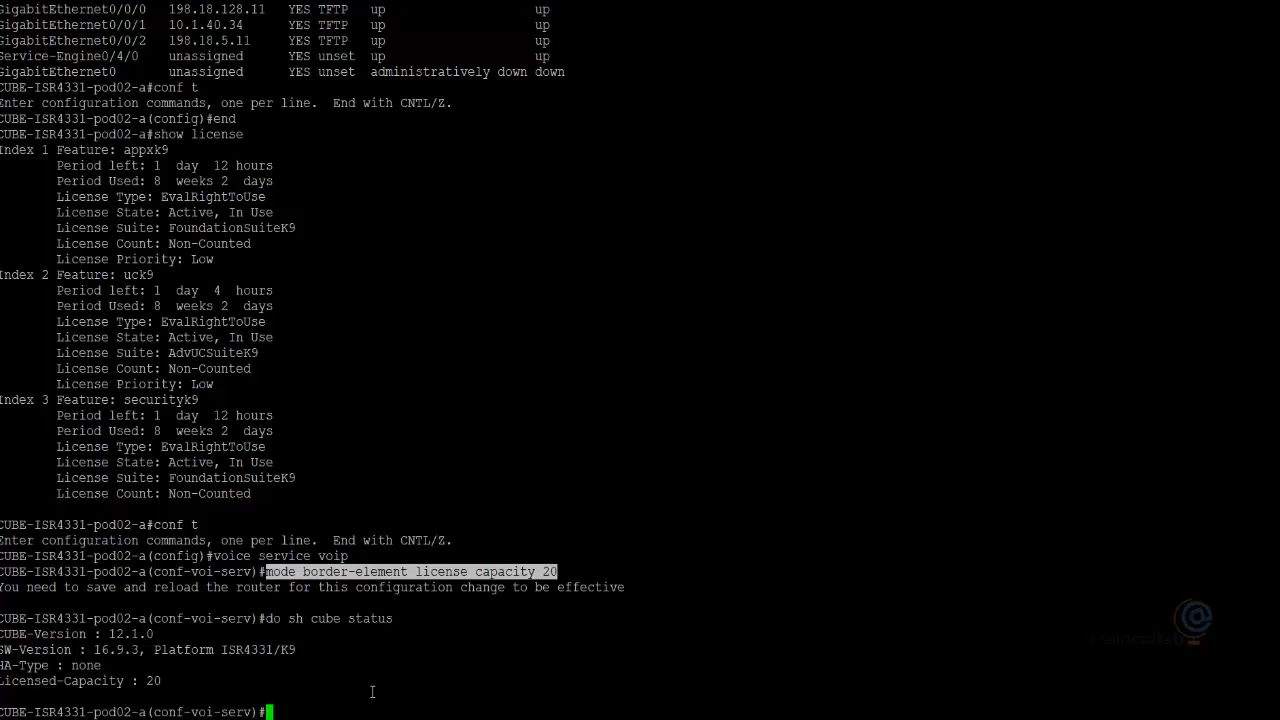 GigabitEthernet0/0/0   198.18.128.11   YES TFTP   up                    up
GigabitEthernet0/0/1   10.1.40.34      YES TFTP   up                    up
GigabitEthernet0/0/2   198.18.5.11     YES TFTP   up                    up
Service-Engine0/4/0    unassigned      YES unset  up                    up
GigabitEthernet0       unassigned      YES unset  administratively down down
CUBE-ISR4331-pod02-a#conf t
Enter configuration commands, one per line.  End with CNTL/Z.
CUBE-ISR4331-pod02-a(config)#end
CUBE-ISR4331-pod02-a#show license
Index 1 Feature: appxk9
Period left: 1  day  12 hours
Period Used: 8  weeks 2  days
License Type: EvalRightToUse
License State: Active, In Use
License Suite: FoundationSuiteK9
License Count: Non-Counted
License Priority: Low
Index 2 Feature: uck9
Period left: 1  day  4  hours
Period Used: 8  weeks 2  days
License Type: EvalRightToUse
License State: Active, In Use
License Suite: AdvUCSuiteK9
License Count: Non-Counted
License Priority: Low
Index 3 Feature: securityk9
Period left: 1  day  12 hours
Period Used: 8  weeks 2  days
License Type: EvalRightToUse
License State: Active, In Use
License Suite: FoundationSuiteK9
License Count: Non-Counted
CUBE-ISR4331-pod02-a#conf t
Enter configuration commands, one per line.  End with CNTL/Z.
CUBE-ISR4331-pod02-a(config)#voice service voip
CUBE-ISR4331-pod02-a(conf-voi-serv)#mode border-element license capacity 20
You need to save and reload the router for this configuration change to be effective
CUBE-ISR4331-pod02-a(conf-voi-serv)#do sh cube status
CUBE-Version : 12.1.0
SW-Version : 16.9.3, Platform ISR4331/K9
HA-Type : none
Licensed-Capacity : 20
CUBE-ISR4331-pod02-a(conf-voi-serv)#